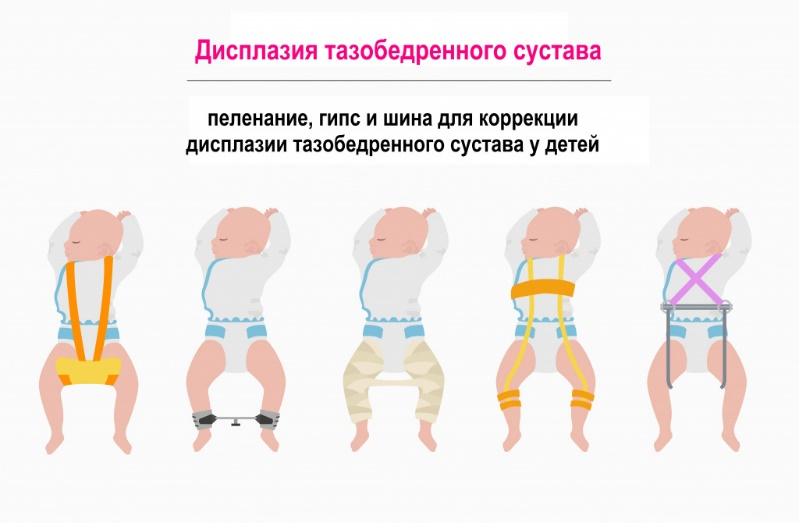 Дисплазия тазобедренного сустава
пеленание, гипс и шина для коррекции
дисплазии тазобедренного сустава у детей